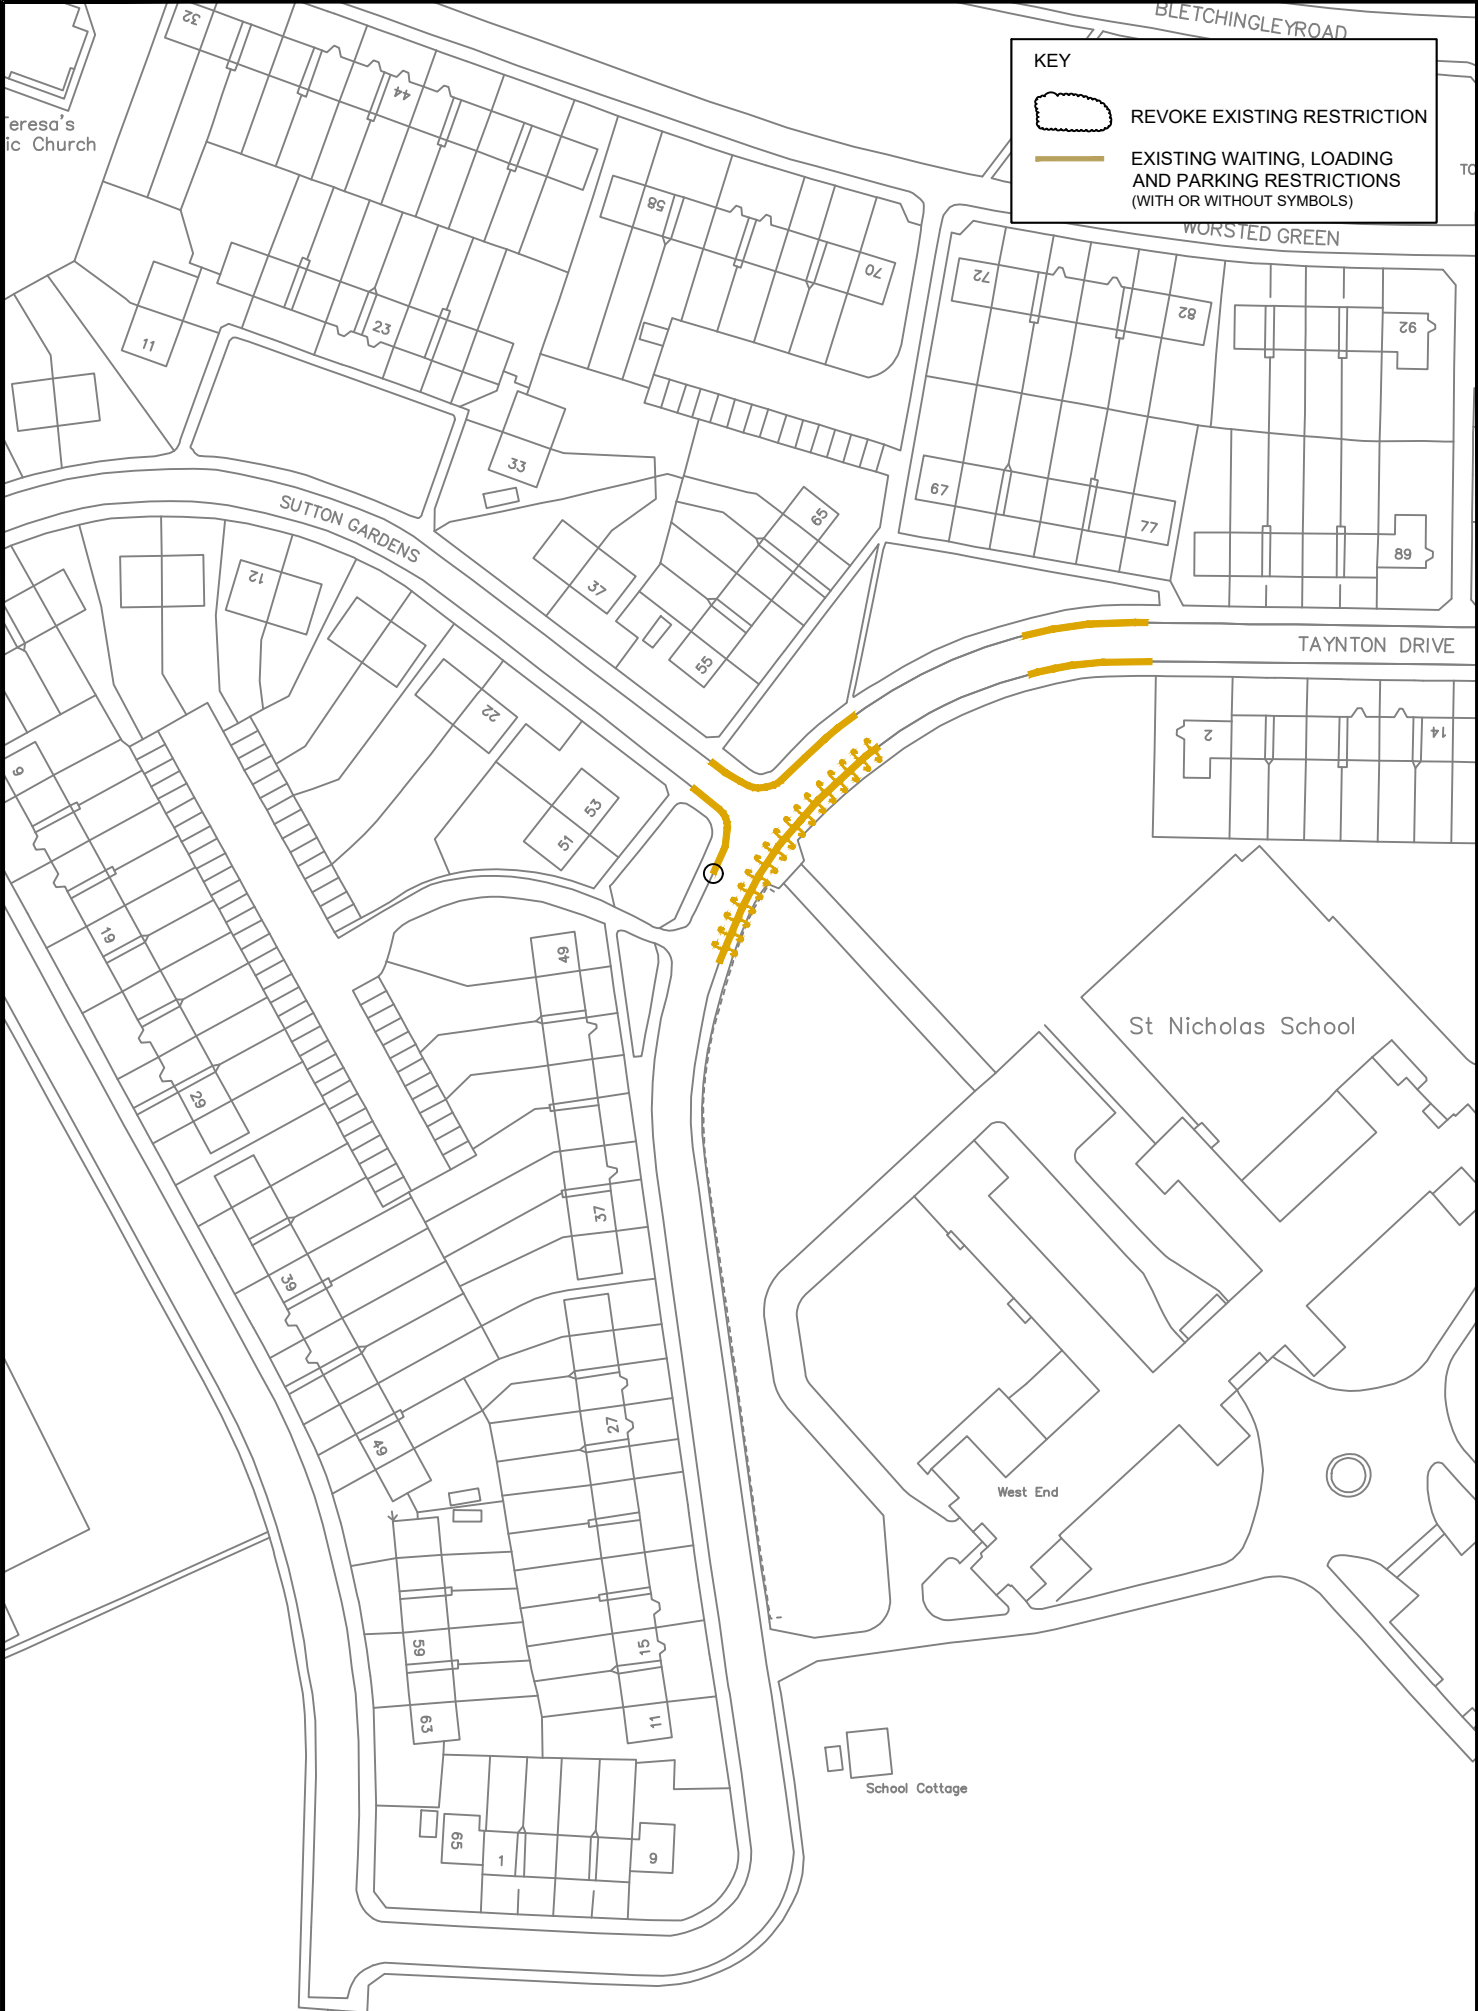 BLETCHINGLEYROAD
KEY
REVOKE EXISTING RESTRICTION
EXISTING WAITING, LOADING
AND PARKING RESTRICTIONS
(WITH OR WITHOUT SYMBOLS)
32
44
eresa's
ic Church
TO
58
WORSTED GREEN
70
72
82
92
23
11
33
67
77
65
SUTTON GARDENS
89
12
37
55
TAYNTON DRIVE
22
2
14
9
53
51
19
49
St Nicholas School
29
37
39
27
49
West End
59
15
63
11
School Cottage
65
1
9